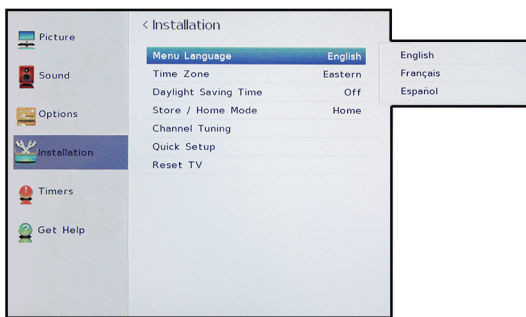 Picture
Sound
Options
Installation
Timers
Get Help
< Installation
Menu Language English
Time Zone Eastern
Daylight Saving Time Off
Store / Home Mode Home
Channel Tuning
Quick Setup
Reset TV
English
Français
Español